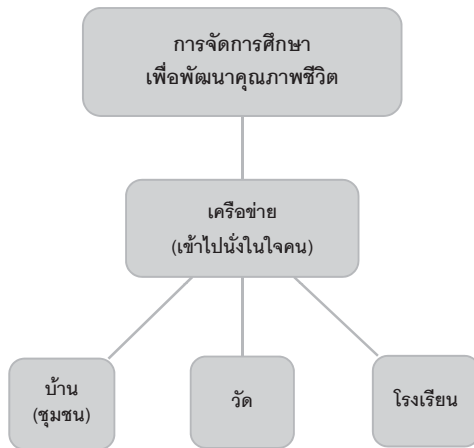 การจัดการศึกษา
เพื่อพัฒนาคุณภาพชีวิต
เครือข่าย
(เข้าไปนั่งในใจคน)
บ้าน
(ชุมชน)
วัด
โรงเรียน